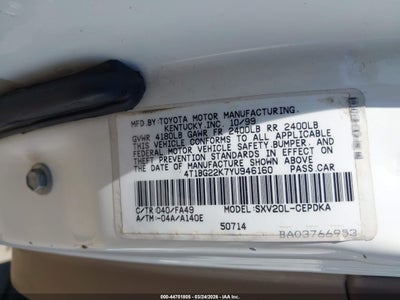 MFD. BY TOYOTA MOTOR MANUFACTURING.
KENTUCKY. INC. 10/99
GVWR 4180LB GAWR FR 2400LB RR 2400LB
THIS VEHICLE CONFORMS TO ALL APPLICABLE
FEDERAL MOTOR VEHICLE SAFETY, BUMPER, AND
THEFT PREVENTION STANDARDS IN EFFECT ON
THE DATE OF MANUFACTURE SHOWN ABOVE.
4T1BG22K7YU946160 PASS.CAR
C/TR:040/FA49 MODEL:SXV20L-CEPDKA
A/TM:-04A/A140E
50714
BA03766953
IAA
000-44701805 | 03/24/2026